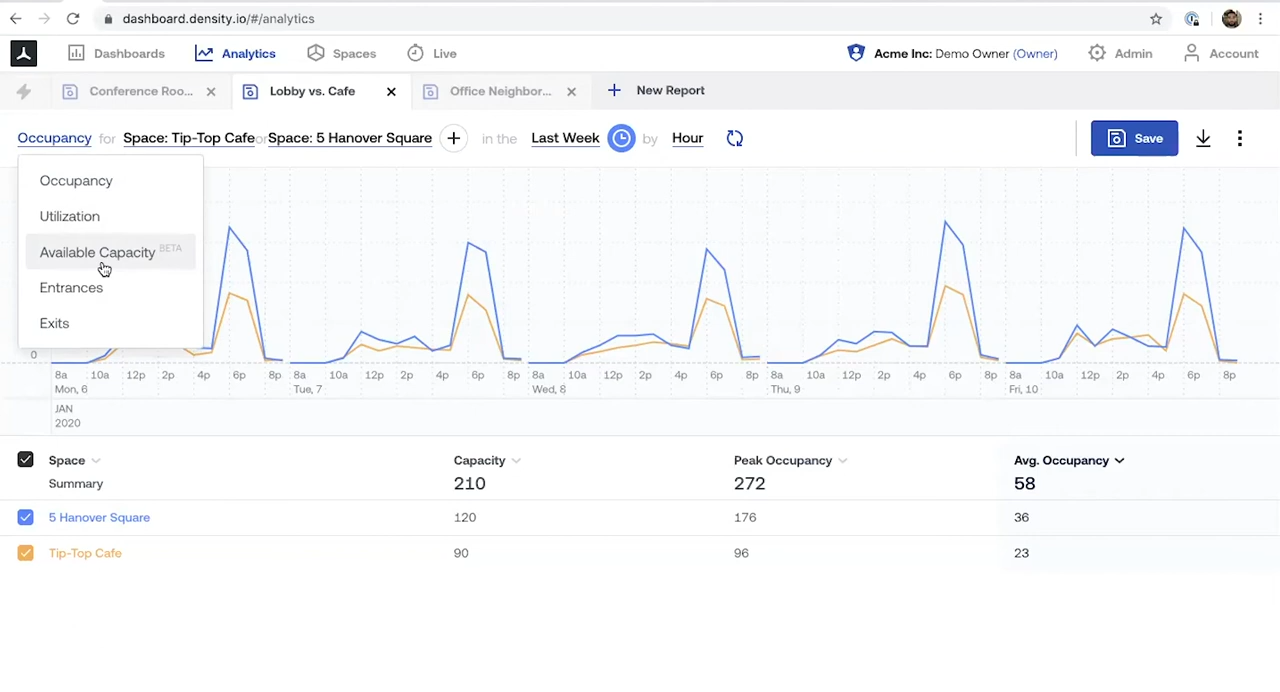 dashboard.density.io/#/analytics
Dashboards Analytics Spaces Live Acme Inc: Demo Owner (Owner) Admin Account
Conference Roo... Lobby vs. Cafe Office Neighbor... New Report
Occupancy for Space: Tip-Top Cafe or Space: 5 Hanover Square + in the Last Week by Hour Save
Occupancy
Utilization
Available Capacity BETA
Entrances
Exits
0
8a 10a 12p 2p 4p 6p 8p 8a 10a 12p 2p 4p 6p 8p 8a 10a 12p 2p 4p 6p 8p 8a 10a 12p 2p 4p 6p 8p 8a 10a 12p 2p 4p 6p 8p
Mon, 6 Tue, 7 Wed, 8 Thu, 9 Fri, 10
JAN
2020
Space Capacity Peak Occupancy Avg. Occupancy
Summary 210 272 58
5 Hanover Square 120 176 36
Tip-Top Cafe 90 96 23